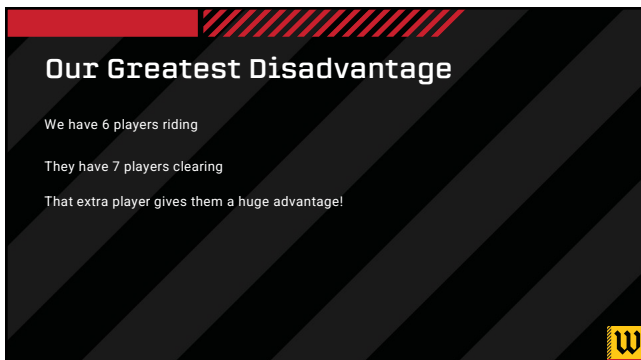 Our Greatest Disadvantage
We have 6 players riding
They have 7 players clearing
That extra player gives them a huge advantage!
W